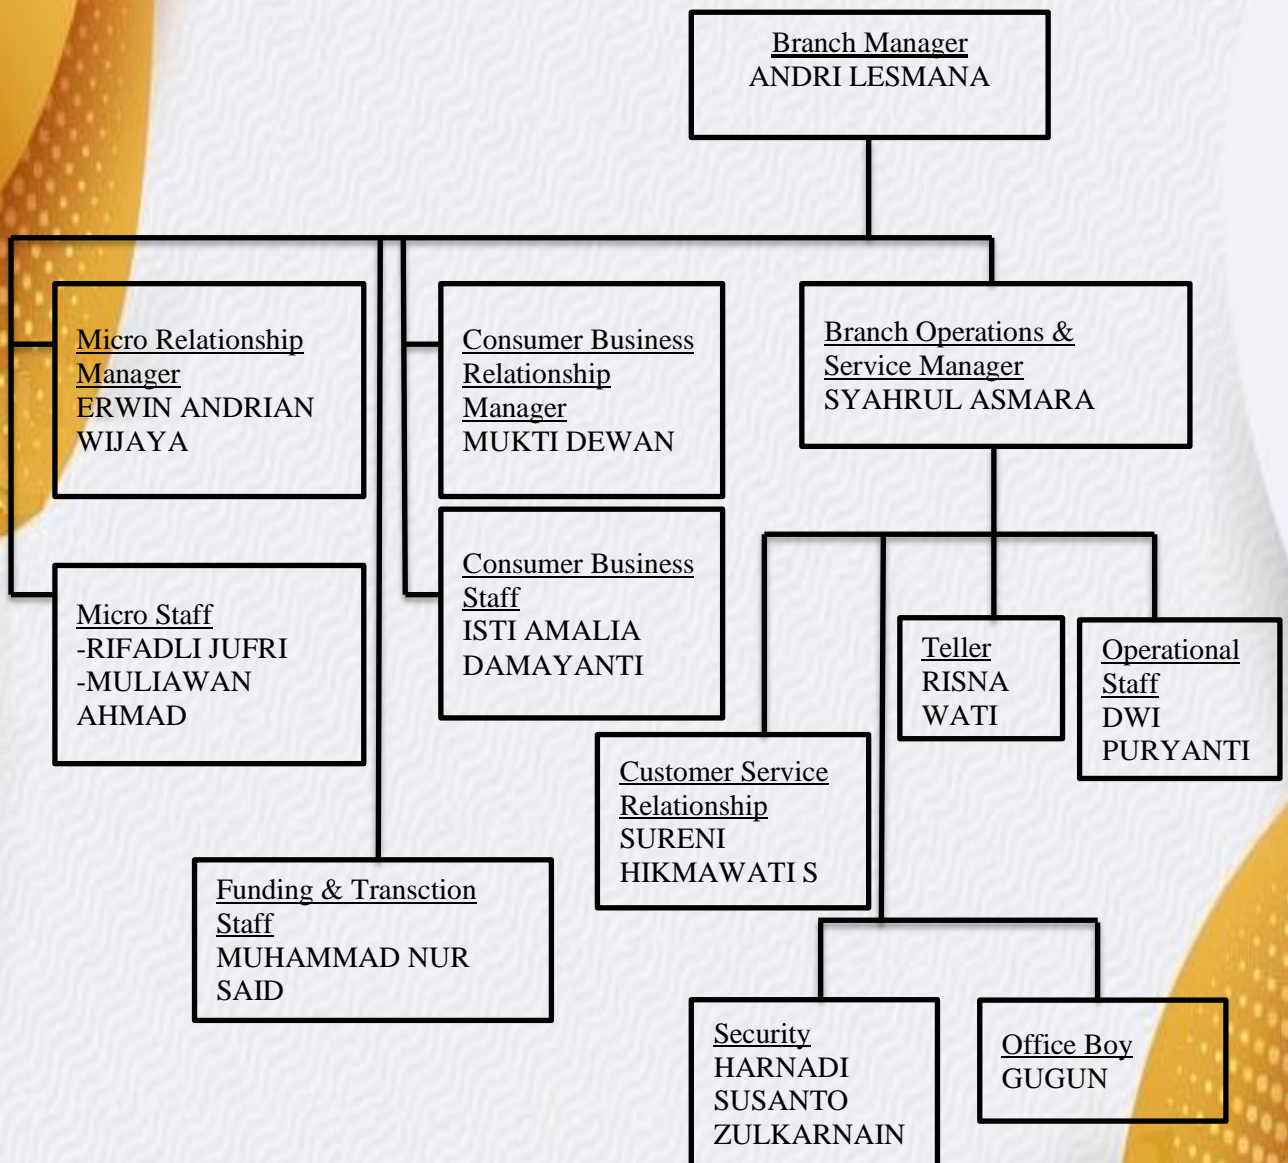 Branch Manager
ANDRI LESMANA
Micro Relationship
Manager
ERWIN ANDRIAN
WIJAYA
Consumer Business
Relationship
Manager
MUKTI DEWAN
Branch Operations &
Service Manager
SYAHRUL ASMARA
Micro Staff
-RIFADLI JUFRI
-MULIAWAN
AHMAD
Consumer Business
Staff
ISTI AMALIA
DAMAYANTI
Teller
RISNA
WATI
Operational
Staff
DWI
PURYANTI
Customer Service
Relationship
SURENI
HIKMAWATI S
Funding & Transction
Staff
MUHAMMAD NUR
SAID
Security
HARNADI
SUSANTO
ZULKARNAIN
Office Boy
GUGUN